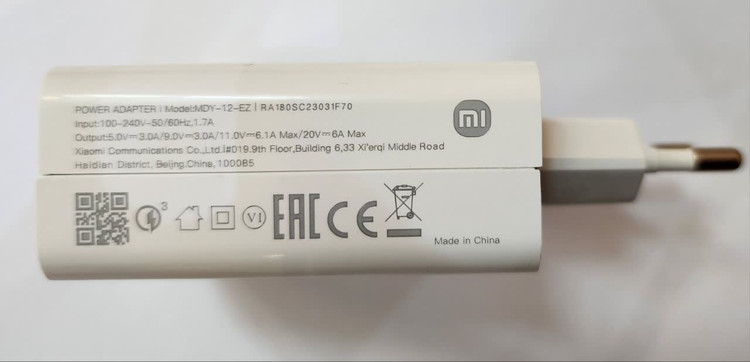 POWER ADAPTER | Model:MDY-12-EZ | RA180SC23031F70
Input:100-240V~50/60Hz,1.7A
Output:5.0V⎓3.0A/9.0V⎓3.0A/11.0V⎓6.1A Max/20V⎓6A Max
Xiaomi Communications Co.,Ltd.|#019.9th Floor,Building 6,33 Xi'erqi Middle Road
Haidian District, Beijing,China, 100085
mi
3
VI
EAC CE
Made in China